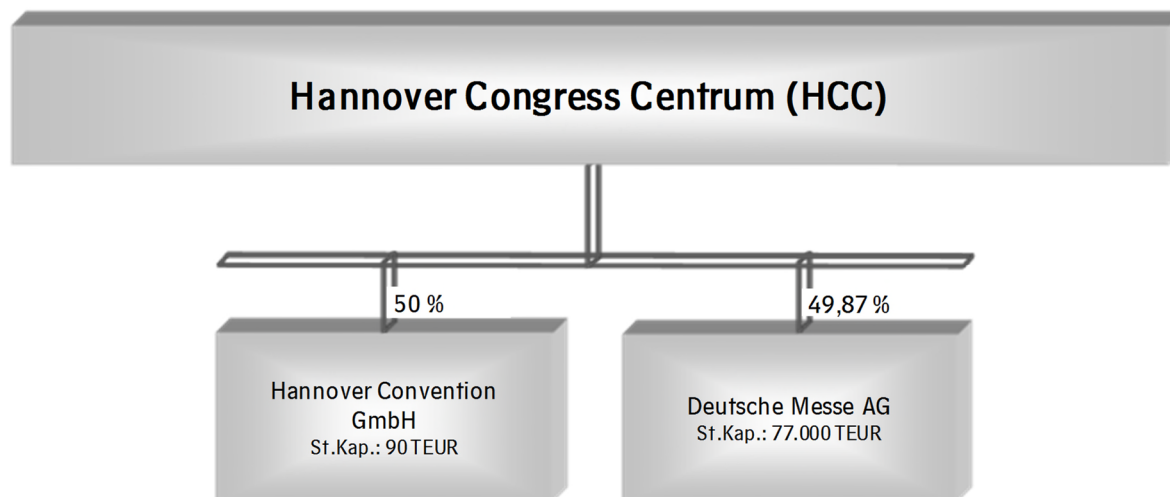 Hannover Congress Centrum (HCC)
50 %
49,87 %
Hannover Convention
GmbH
St.Kap.: 90 TEUR
Deutsche Messe AG
St.Kap.: 77.000 TEUR